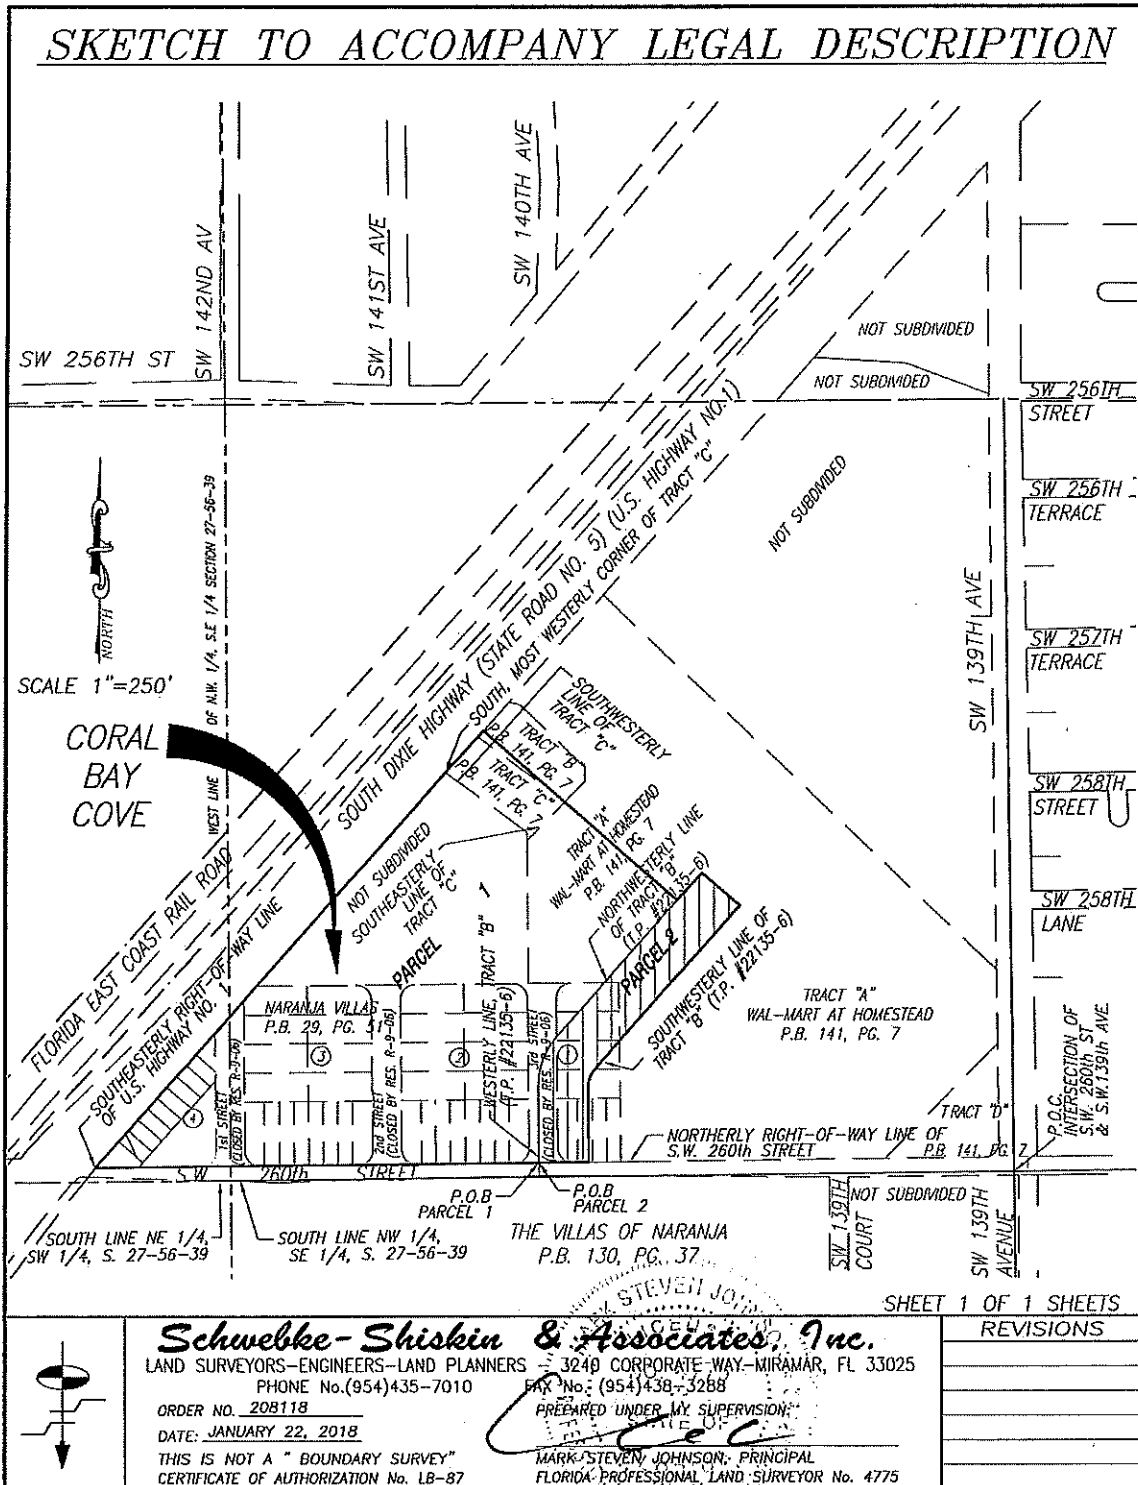 SKETCH TO ACCOMPANY LEGAL DESCRIPTION
SW 142ND AV
SW 141ST AVE
SW 140TH AVE
SW 256TH ST
NOT SUBDIVIDED
NOT SUBDIVIDED
SW 256TH
STREET
SW 256TH
TERRACE
NOT SUBDIVIDED
SW 139TH AVE
SW 257TH
TERRACE
SW 258TH
STREET
SW 258TH
LANE
NORTH
SCALE 1"=250'
CORAL
BAY
COVE
WEST LINE OF N.W. 1/4, S.E 1/4 SECTION 27-56-39
SOUTH DIXIE HIGHWAY (STATE ROAD NO. 5) (U.S. HIGHWAY NO.1)
SOUTH, MOST WESTERLY CORNER OF TRACT "C"
SOUTHWESTERLY
LINE OF
TRACT "C"
TRACT "B"
P.B. 141, PG. 7
TRACT "C"
P.B. 141, PG. 7
NOT SUBDIVIDED
SOUTHEASTERLY
LINE OF
TRACT "C"
TRACT "A"
WAL-MART AT HOMESTEAD
P.B. 141, PG. 7
NORTHWESTERLY LINE
OF TRACT "B"
(T.P. #22135-6)
FLORIDA EAST COAST RAIL ROAD
SOUTHEASTERLY RIGHT-OF-WAY LINE
OF U.S. HIGHWAY NO. 1
PARCEL 1
PARCEL 2
WESTERLY LINE, TRACT "B"
(T.P. #22135-6)
SOUTHWESTERLY LINE OF
TRACT "B" (T.P. #22135-6)
TRACT "A"
WAL-MART AT HOMESTEAD
P.B. 141, PG. 7
NARANJA VILLAS
P.B. 29, PG. 51
4
3
2
1
1st STREET
(CLOSED BY RES. R-9-06)
2nd STREET
(CLOSED BY RES. R-9-06)
3rd STREET
(CLOSED BY RES. R-9-06)
TRACT "D"
P.B. 141, PG. 7
P.O.C.
INTERSECTION OF
S.W. 260th ST
& S.W.139th AVE
NORTHERLY RIGHT-OF-WAY LINE OF
S.W. 260th STREET
S.W. 260th STREET
P.O.B
PARCEL 1
P.O.B
PARCEL 2
SOUTH LINE NE 1/4,
SW 1/4, S. 27-56-39
SOUTH LINE NW 1/4,
SE 1/4, S. 27-56-39
THE VILLAS OF NARANJA
P.B. 130, PG. 37
SW 139TH
COURT
NOT SUBDIVIDED
SW 139TH
AVENUE
SHEET 1 OF 1 SHEETS
Schwebke-Shiskin & Associates, Inc.
LAND SURVEYORS-ENGINEERS-LAND PLANNERS - 3240 CORPORATE WAY-MIRAMAR, FL 33025
PHONE No.(954)435-7010 FAX No. (954)438-3288
ORDER NO. 208118
DATE: JANUARY 22, 2018
THIS IS NOT A " BOUNDARY SURVEY"
CERTIFICATE OF AUTHORIZATION No. LB-87
PREPARED UNDER MY SUPERVISION:
MARK STEVEN JOHNSON, PRINCIPAL
FLORIDA PROFESSIONAL LAND SURVEYOR No. 4775
REVISIONS